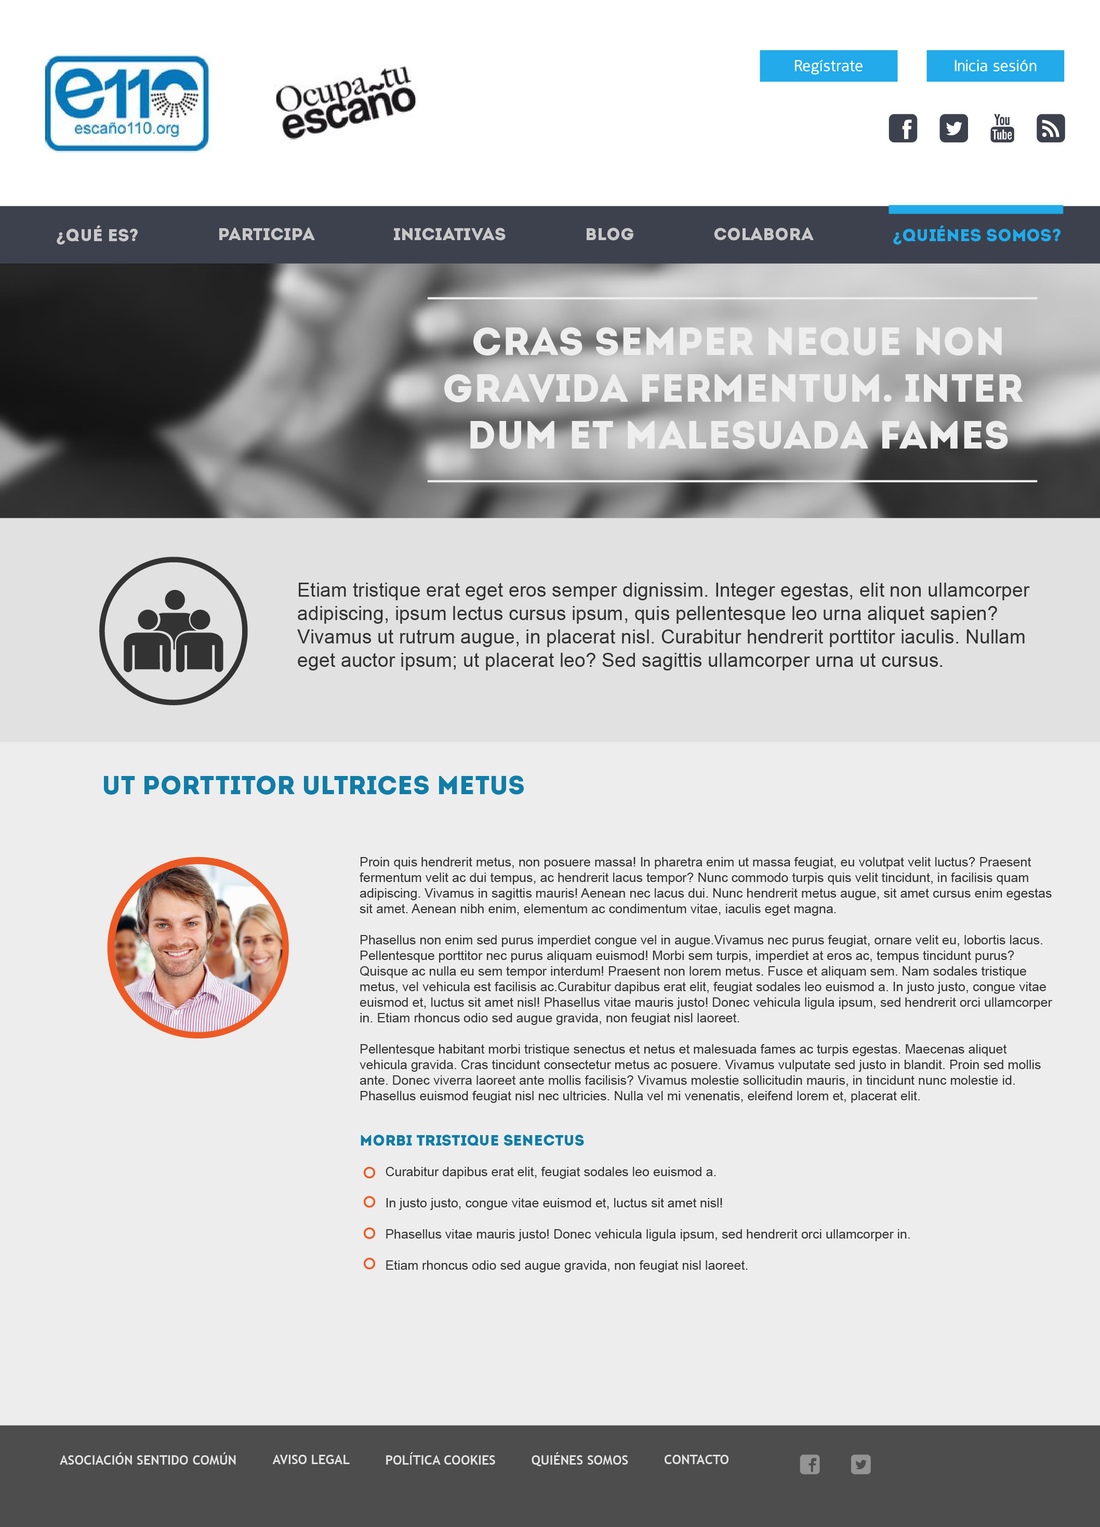 e110
escaño110.org
Ocupa tu
escaño
Regístrate
Inicia sesión
You
Tube
¿QUÉ ES?
PARTICIPA
INICIATIVAS
BLOG
COLABORA
¿QUIÉNES SOMOS?
CRAS SEMPER NEQUE NON
GRAVIDA FERMENTUM. INTER
DUM ET MALESUADA FAMES
Etiam tristique erat eget eros semper dignissim. Integer egestas, elit non ullamcorper
adipiscing, ipsum lectus cursus ipsum, quis pellentesque leo urna aliquet sapien?
Vivamus ut rutrum augue, in placerat nisl. Curabitur hendrerit porttitor iaculis. Nullam
eget auctor ipsum; ut placerat leo? Sed sagittis ullamcorper urna ut cursus.
UT PORTTITOR ULTRICES METUS
Proin quis hendrerit metus, non posuere massa! In pharetra enim ut massa feugiat, eu volutpat velit luctus? Praesent
fermentum velit ac dui tempus, ac hendrerit lacus tempor? Nunc commodo turpis quis velit tincidunt, in facilisis quam
adipiscing. Vivamus in sagittis mauris! Aenean nec lacus dui. Nunc hendrerit metus augue, sit amet cursus enim egestas
sit amet. Aenean nibh enim, elementum ac condimentum vitae, iaculis eget magna.
Phasellus non enim sed purus imperdiet congue vel in augue.Vivamus nec purus feugiat, ornare velit eu, lobortis lacus.
Pellentesque porttitor nec purus aliquam euismod! Morbi sem turpis, imperdiet at eros ac, tempus tincidunt purus?
Quisque ac nulla eu sem tempor interdum! Praesent non lorem metus. Fusce et aliquam sem. Nam sodales tristique
metus, vel vehicula est facilisis ac.Curabitur dapibus erat elit, feugiat sodales leo euismod a. In justo justo, congue vitae
euismod et, luctus sit amet nisl! Phasellus vitae mauris justo! Donec vehicula ligula ipsum, sed hendrerit orci ullamcorper
in. Etiam rhoncus odio sed augue gravida, non feugiat nisl laoreet.
Pellentesque habitant morbi tristique senectus et netus et malesuada fames ac turpis egestas. Maecenas aliquet
vehicula gravida. Cras tincidunt consectetur metus ac posuere. Vivamus vulputate sed justo in blandit. Proin sed mollis
ante. Donec viverra laoreet ante mollis facilisis? Vivamus molestie sollicitudin mauris, in tincidunt nunc molestie id.
Phasellus euismod feugiat nisl nec ultricies. Nulla vel mi venenatis, eleifend lorem et, placerat elit.
MORBI TRISTIQUE SENECTUS
Curabitur dapibus erat elit, feugiat sodales leo euismod a.
In justo justo, congue vitae euismod et, luctus sit amet nisl!
Phasellus vitae mauris justo! Donec vehicula ligula ipsum, sed hendrerit orci ullamcorper in.
Etiam rhoncus odio sed augue gravida, non feugiat nisl laoreet.
ASOCIACIÓN SENTIDO COMÚN
AVISO LEGAL
POLÍTICA COOKIES
QUIÉNES SOMOS
CONTACTO